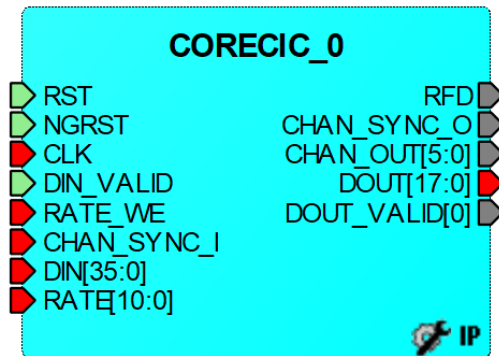 CORECIC_0
RST
NGRST
CLK
DIN_VALID
RATE_WE
CHAN_SYNC_I
DIN[35:0]
RATE[10:0]
RFD
CHAN_SYNC_O
CHAN_OUT[5:0]
DOUT[17:0]
DOUT_VALID[0]
IP